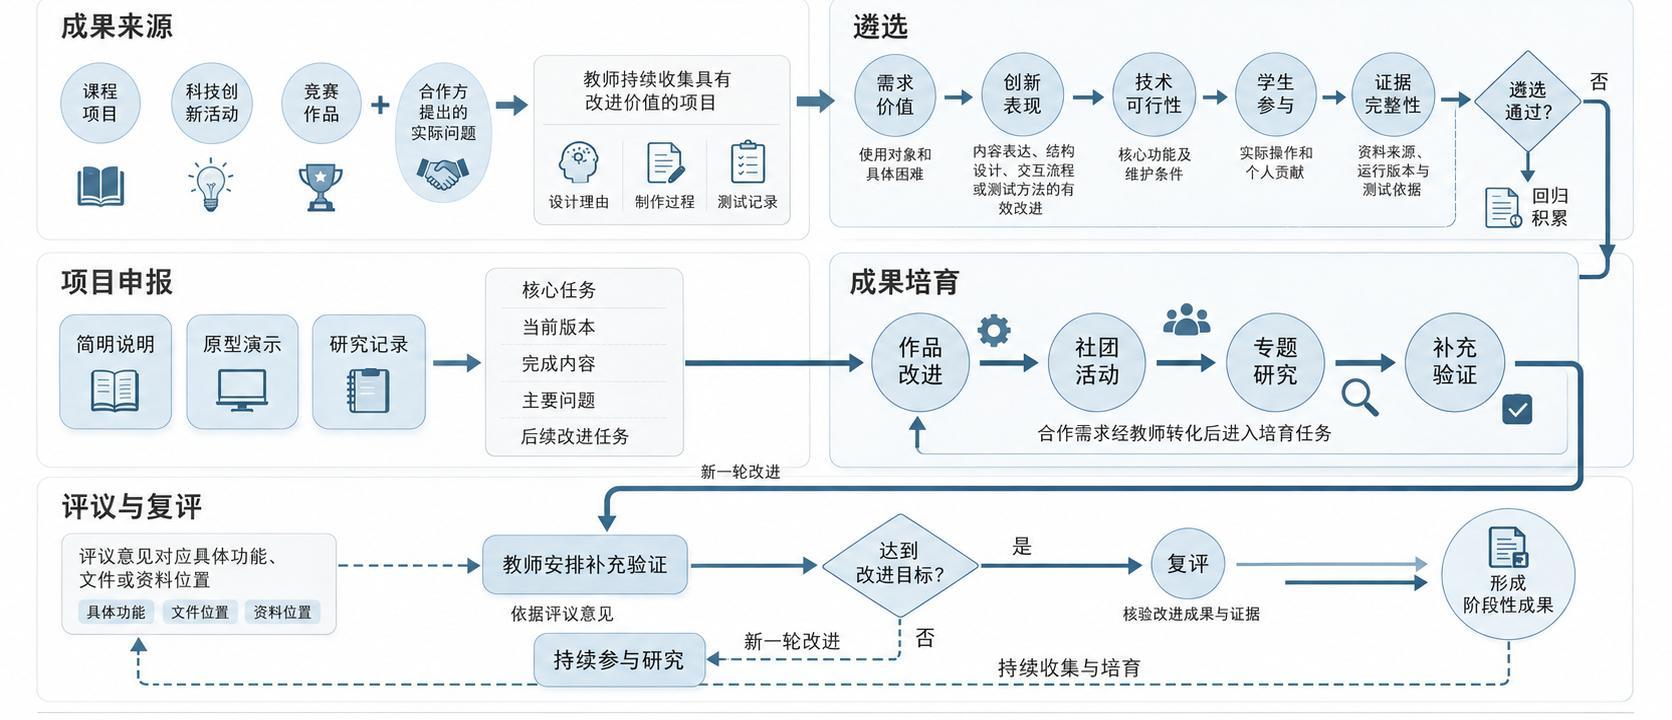 成果来源
课程
项目
科技创
新活动
竞赛
作品
合作方
提出的
实际问题
教师持续收集具有
改进价值的项目
设计理由
制作过程
测试记录
遴选
需求
价值
使用对象和
具体困难
创新
表现
内容表达、结构
设计、交互流程
或测试方法的有
效改进
技术
可行性
核心功能及
维护条件
学生
参与
实际操作和
个人贡献
证据
完整性
资料来源、
运行版本与
测试依据
遴选
通过？
否
回归
积累
项目申报
简明说明
原型演示
研究记录
核心任务
当前版本
完成内容
主要问题
后续改进任务
成果培育
作品
改进
社团
活动
专题
研究
补充
验证
合作需求经教师转化后进入培育任务
新一轮改进
评议与复评
评议意见对应具体功能、
文件或资料位置
具体功能
文件位置
资料位置
教师安排补充验证
依据评议意见
达到
改进目标？
是
否
新一轮改进
持续参与研究
复评
核验改进成果与证据
形成
阶段性成果
持续收集与培育